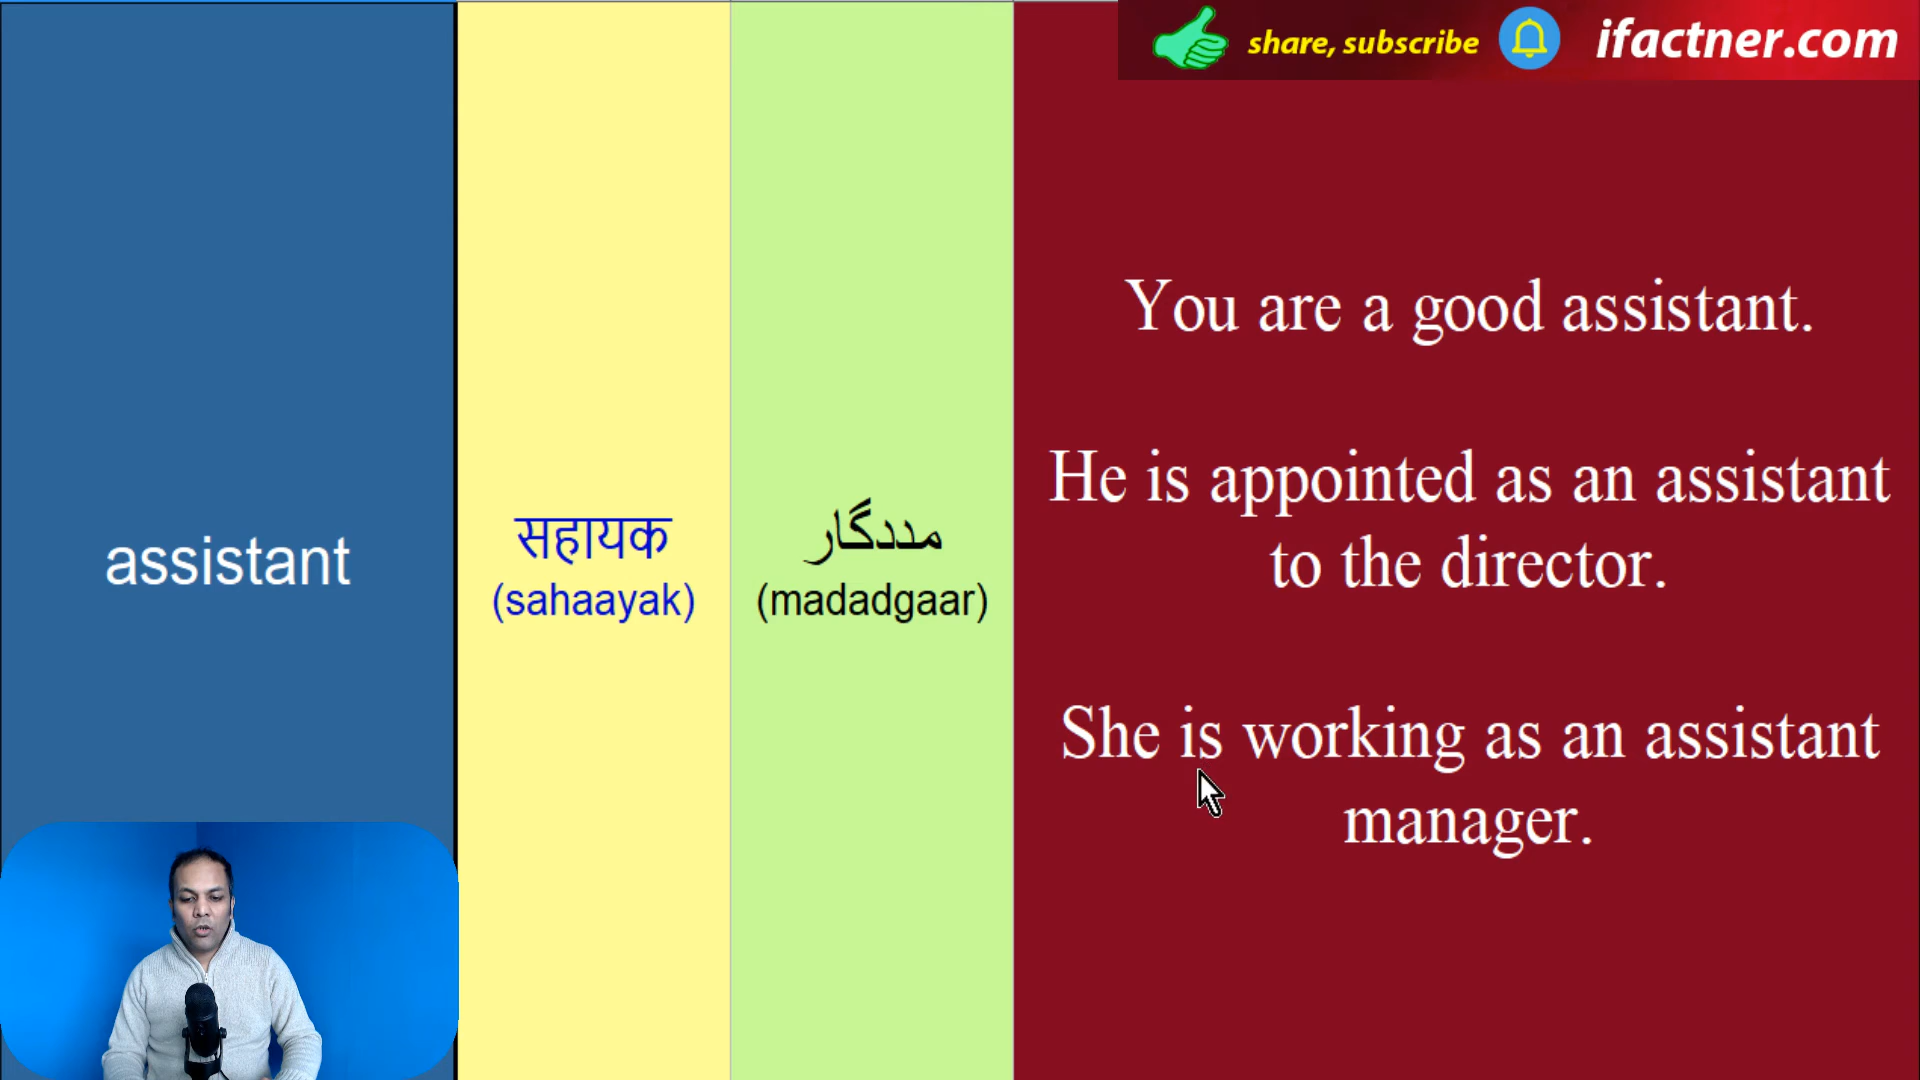 share, subscribe
ifactner.com
assistant
सहायक
(sahaayak)
مددگار
(madadgaar)
You are a good assistant.
He is appointed as an assistant
to the director.
She is working as an assistant
manager.